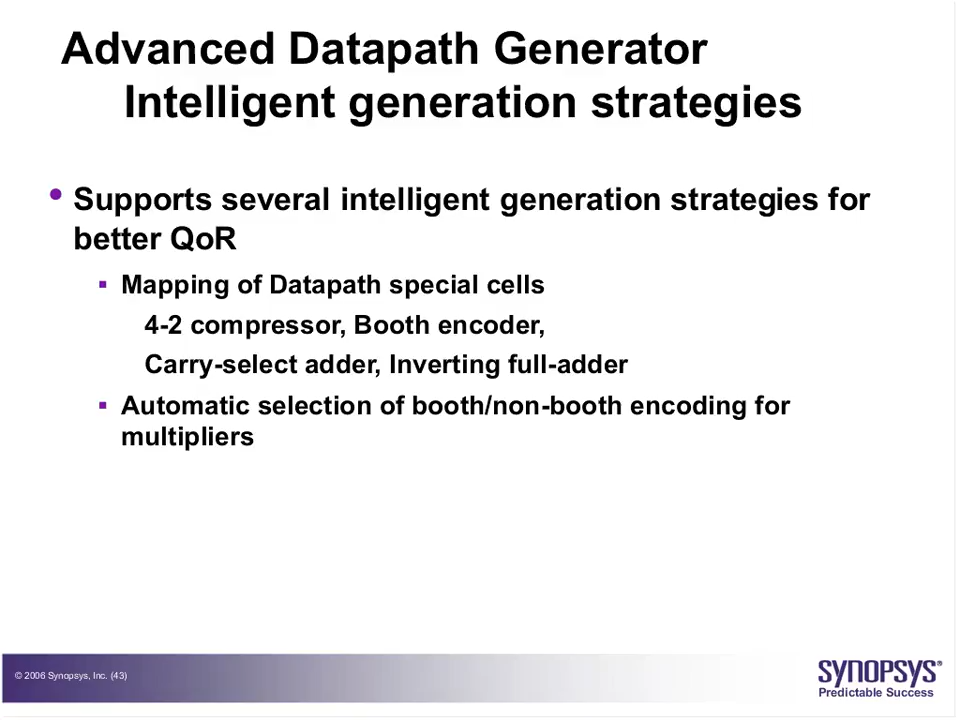 Advanced Datapath Generator
Intelligent generation strategies
• Supports several intelligent generation strategies for
better QoR
▪ Mapping of Datapath special cells
4-2 compressor, Booth encoder,
Carry-select adder, Inverting full-adder
▪ Automatic selection of booth/non-booth encoding for
multipliers
© 2006 Synopsys, Inc. (43)
SYNOPSYS®
Predictable Success